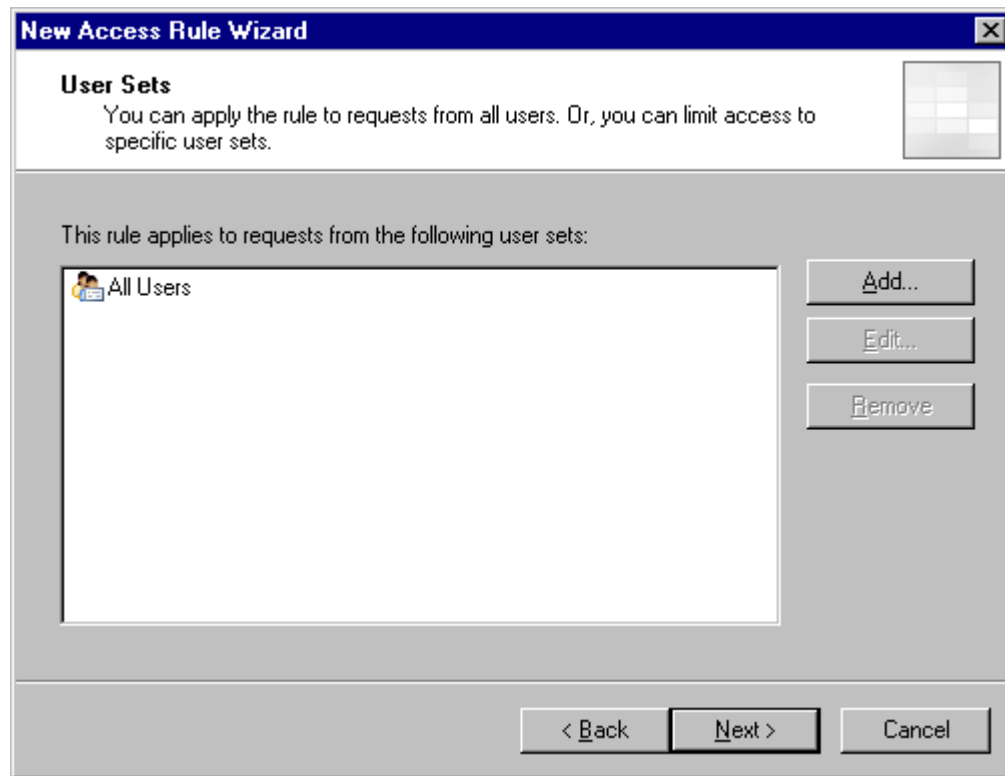 New Access Rule Wizard
User Sets
You can apply the rule to requests from all users. Or, you can limit access to
specific user sets.
This rule applies to requests from the following user sets:
All Users
Add...
Edit...
Remove
< Back
Next >
Cancel